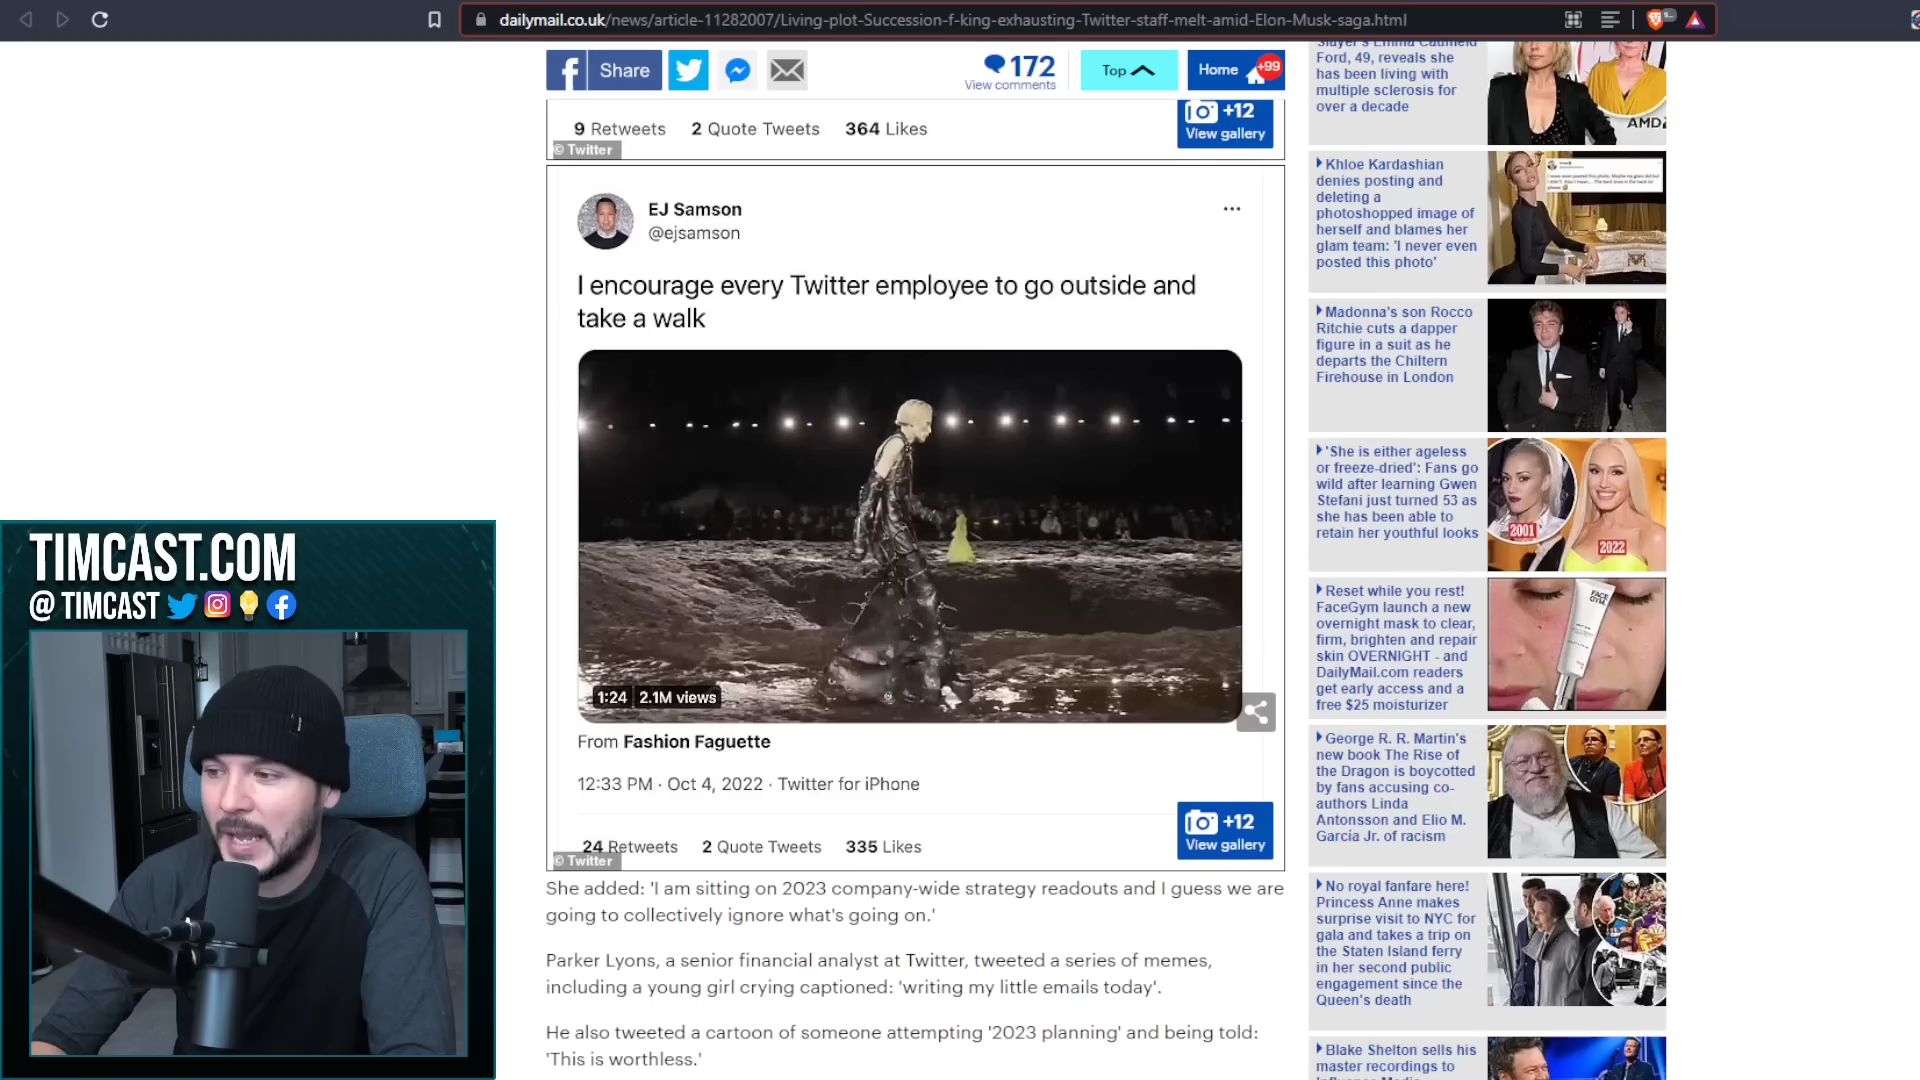 dailymail.co.uk/news/article-11282007/Living-plot-Succession-f-king-exhausting-Twitter-staff-melt-amid-Elon-Musk-saga.html
Share
172
View comments
Top
Home
+99
9 Retweets 2 Quote Tweets 364 Likes
© Twitter
+12
View gallery
EJ Samson
@ejsamson
I encourage every Twitter employee to go outside and
take a walk
1:24 2.1M views
From Fashion Faguette
12:33 PM · Oct 4, 2022 · Twitter for iPhone
24 Retweets 2 Quote Tweets 335 Likes
© Twitter
+12
View gallery
She added: 'I am sitting on 2023 company-wide strategy readouts and I guess we are
going to collectively ignore what's going on.'
Parker Lyons, a senior financial analyst at Twitter, tweeted a series of memes,
including a young girl crying captioned: 'writing my little emails today'.
He also tweeted a cartoon of someone attempting '2023 planning' and being told:
'This is worthless.'
Slayer's Emma Caulfield
Ford, 49, reveals she
has been living with
multiple sclerosis for
over a decade
AMD
Khloe Kardashian
denies posting and
deleting a
photoshopped image of
herself and blames her
glam team: 'I never even
posted this photo'
Madonna's son Rocco
Ritchie cuts a dapper
figure in a suit as he
departs the Chiltern
Firehouse in London
'She is either ageless
or freeze-dried': Fans go
wild after learning Gwen
Stefani just turned 53 as
she has been able to
retain her youthful looks
2001
2022
Reset while you rest!
FaceGym launch a new
overnight mask to clear,
firm, brighten and repair
skin OVERNIGHT - and
DailyMail.com readers
get early access and a
free $25 moisturizer
FACE
GYM
George R. R. Martin's
new book The Rise of
the Dragon is boycotted
by fans accusing co-
authors Linda
Antonsson and Elio M.
García Jr. of racism
No royal fanfare here!
Princess Anne makes
surprise visit to NYC for
gala and takes a trip on
the Staten Island ferry
in her second public
engagement since the
Queen's death
Blake Shelton sells his
master recordings to
TIMCAST.COM
@ TIMCAST